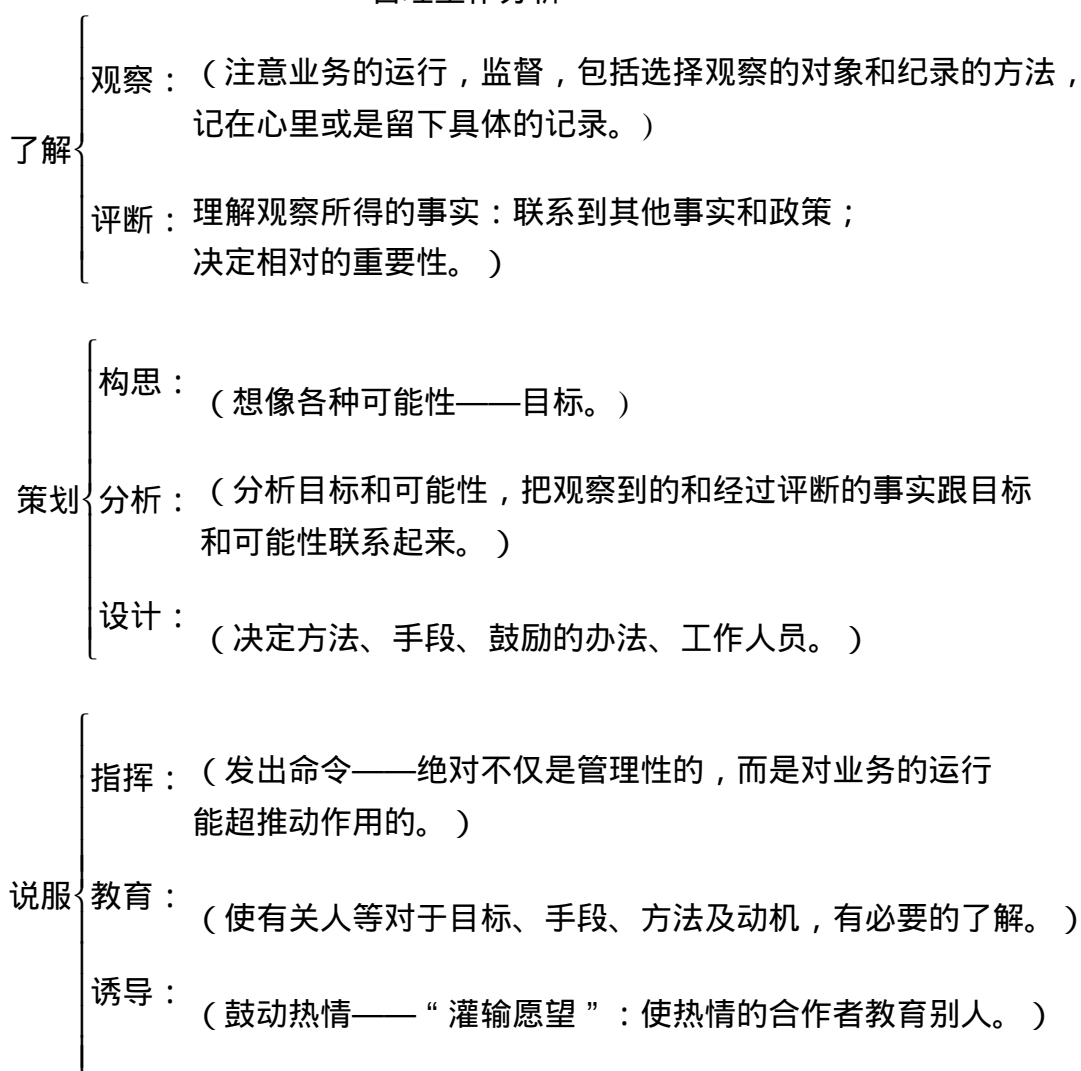 了解
观察：（注意业务的运行，监督，包括选择观察的对象和纪录的方法，
记在心里或是留下具体的记录。）
评断：理解观察所得的事实：联系到其他事实和政策；
决定相对的重要性。）
策划
构思：（想像各种可能性——目标。）
分析：（分析目标和可能性，把观察到的和经过评断的事实跟目标
和可能性联系起来。）
设计：（决定方法、手段、鼓励的办法、工作人员。）
说服
指挥：（发出命令——绝对不仅是管理性的，而是对业务的运行
能超推动作用的。）
教育：（使有关人等对于目标、手段、方法及动机，有必要的了解。）
诱导：（鼓动热情——“灌输愿望”：使热情的合作者教育别人。）